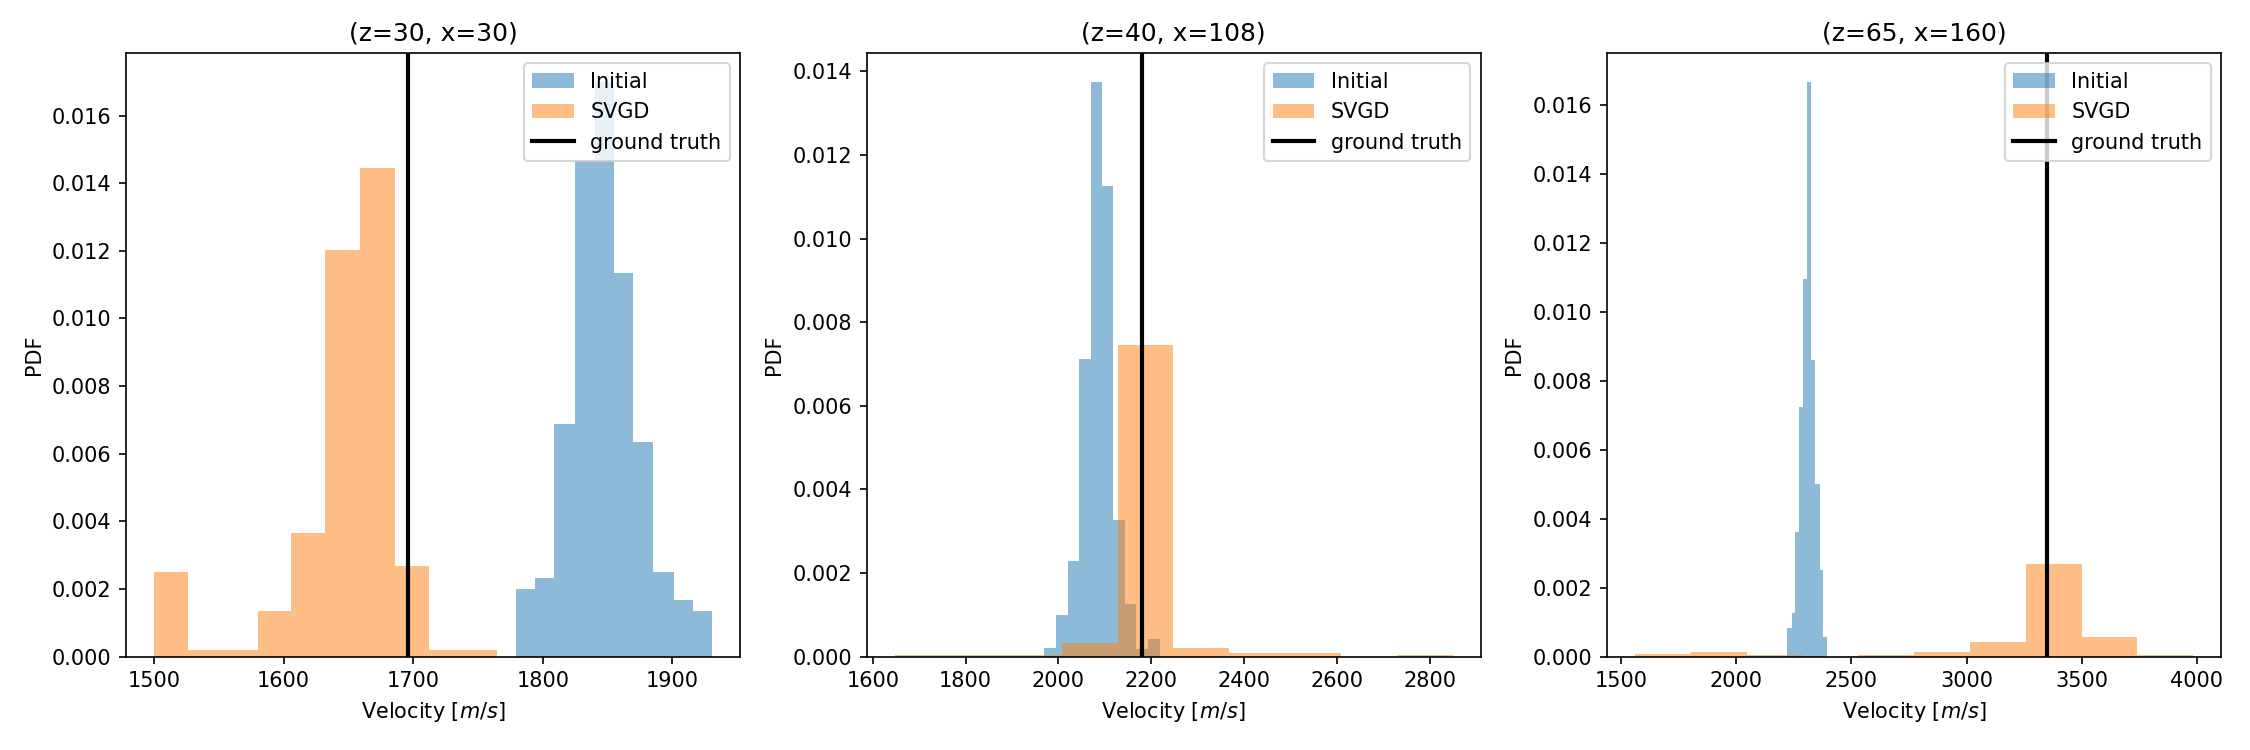 (z=30, x=30)
Initial
SVGD
ground truth
0.016
0.014
0.012
0.010
0.008
0.006
0.004
0.002
0.000
PDF
1500 1600 1700 1800 1900
Velocity [m/s]
(z=40, x=108)
Initial
SVGD
ground truth
0.014
0.012
0.010
0.008
0.006
0.004
0.002
0.000
PDF
1600 1800 2000 2200 2400 2600 2800
Velocity [m/s]
(z=65, x=160)
Initial
SVGD
ground truth
0.016
0.014
0.012
0.010
0.008
0.006
0.004
0.002
0.000
PDF
1500 2000 2500 3000 3500 4000
Velocity [m/s]